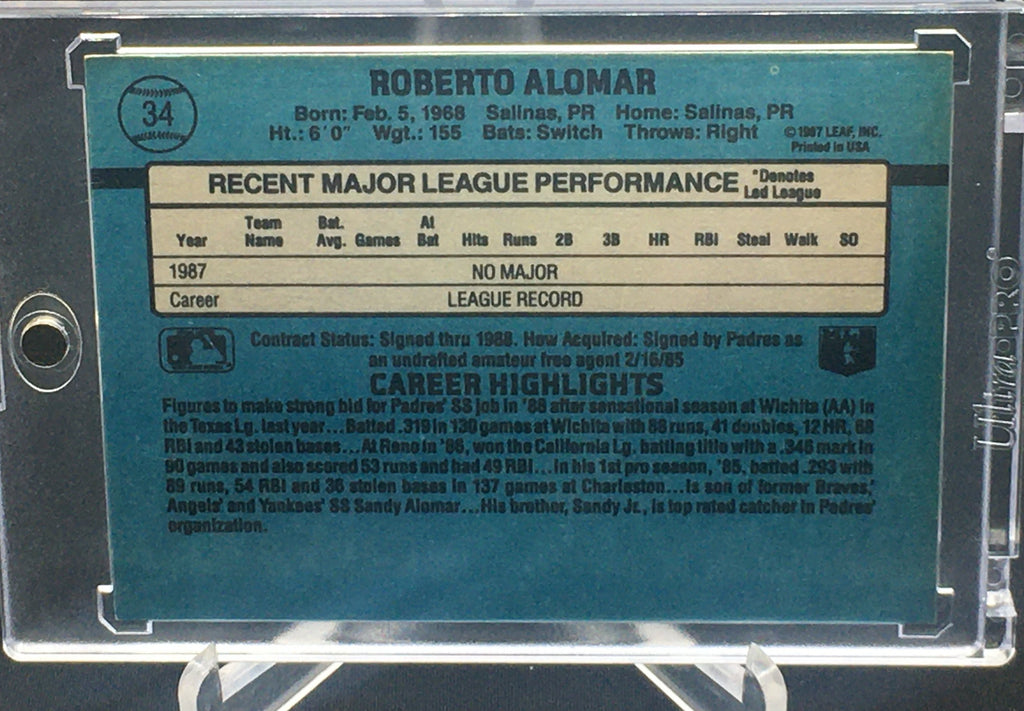 34
ROBERTO ALOMAR
Born: Feb. 5, 1968 Salinas, PR Home: Salinas, PR
Ht.: 6'0" Wgt.: 155 Bats: Switch Throws: Right
© 1987 LEAF, INC.
Printed in USA
RECENT MAJOR LEAGUE PERFORMANCE
*Denotes
Led League
Year Team Name Bat. Avg. Games At Bat Hits Runs 2B 3B HR RBI Steal Walk SO
1987 NO MAJOR
Career LEAGUE RECORD
Contract Status: Signed thru 1988. How Acquired: Signed by Padres as
an undrafted amateur free agent 2/16/85
CAREER HIGHLIGHTS
Figures to make strong bid for Padres' SS job in '88 after sensational season at Wichita (AA) in
the Texas Lg. last year...Batted .319 in 130 games at Wichita with 88 runs, 41 doubles, 12 HR, 68
RBI and 43 stolen bases...At Reno in '86, won the California Lg. batting title with a .346 mark in
90 games and also scored 53 runs and had 49 RBI...In his 1st pro season, '85, batted .293 with
89 runs, 54 RBI and 36 stolen bases in 137 games at Charleston...Is son of former Braves,'
Angels' and Yankees' SS Sandy Alomar...His brother, Sandy Jr., is top rated catcher in Padres'
organization.
UltraPRO